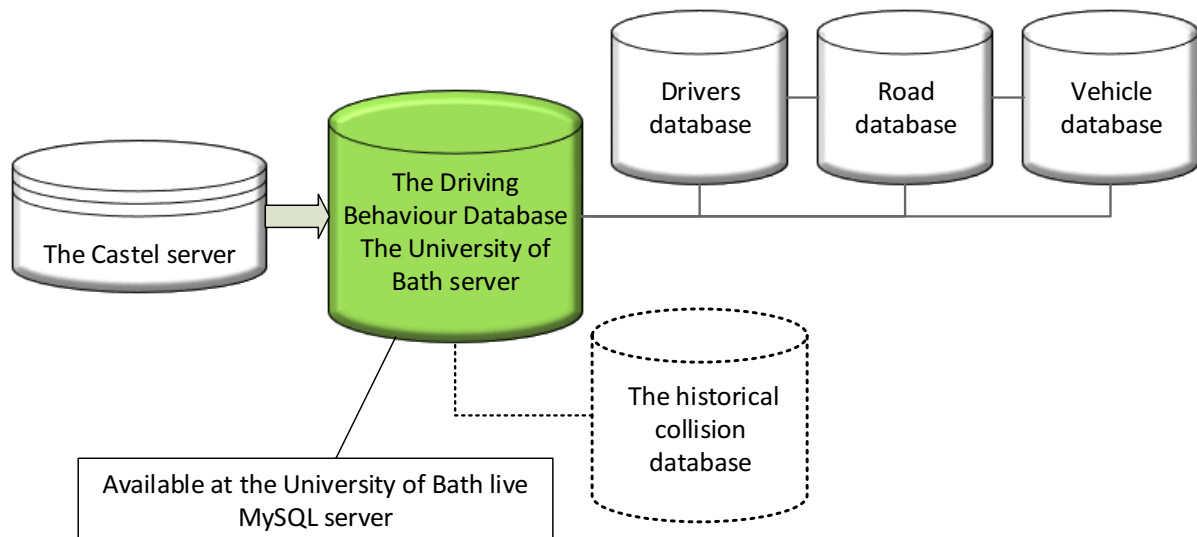 Drivers
database
Road
database
Vehicle
database
The Castel server
The Driving
Behaviour Database
The University of
Bath server
The historical
collision
database
Available at the University of Bath live
MySQL server